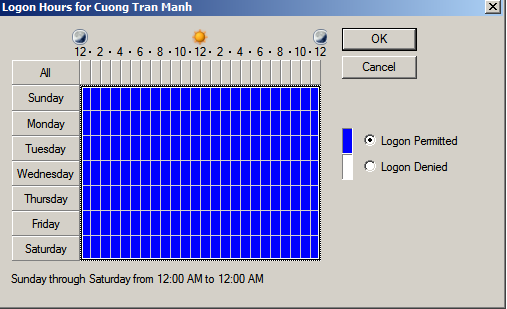 Logon Hours for Cuong Tran Manh
12 · 2 · 4 · 6 · 8 · 10 · 12 · 2 · 4 · 6 · 8 · 10 · 12
All
Sunday
Monday
Tuesday
Wednesday
Thursday
Friday
Saturday
OK
Cancel
Logon Permitted
Logon Denied
Sunday through Saturday from 12:00 AM to 12:00 AM